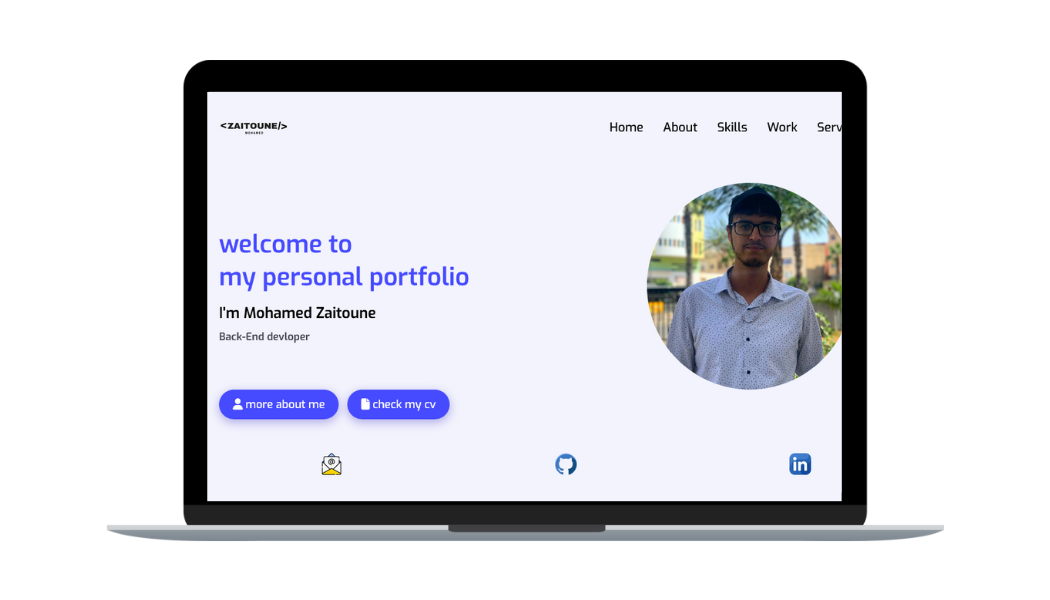 <ZAITOUNE/>
MOHAMED
Home About Skills Work Serv
welcome to
my personal portfolio
I'm Mohamed Zaitoune
Back-End devloper
more about me check my cv
@
in